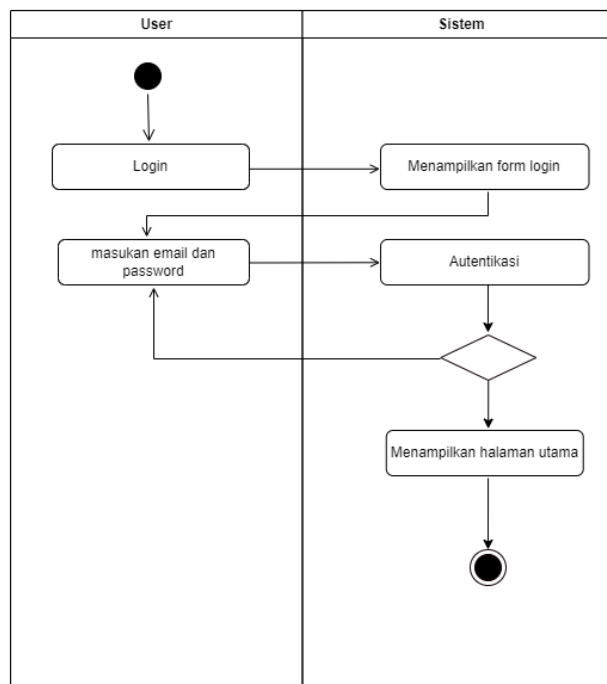 User
Sistem
Login
Menampilkan form login
masukan email dan
password
Autentikasi
Menampilkan halaman utama